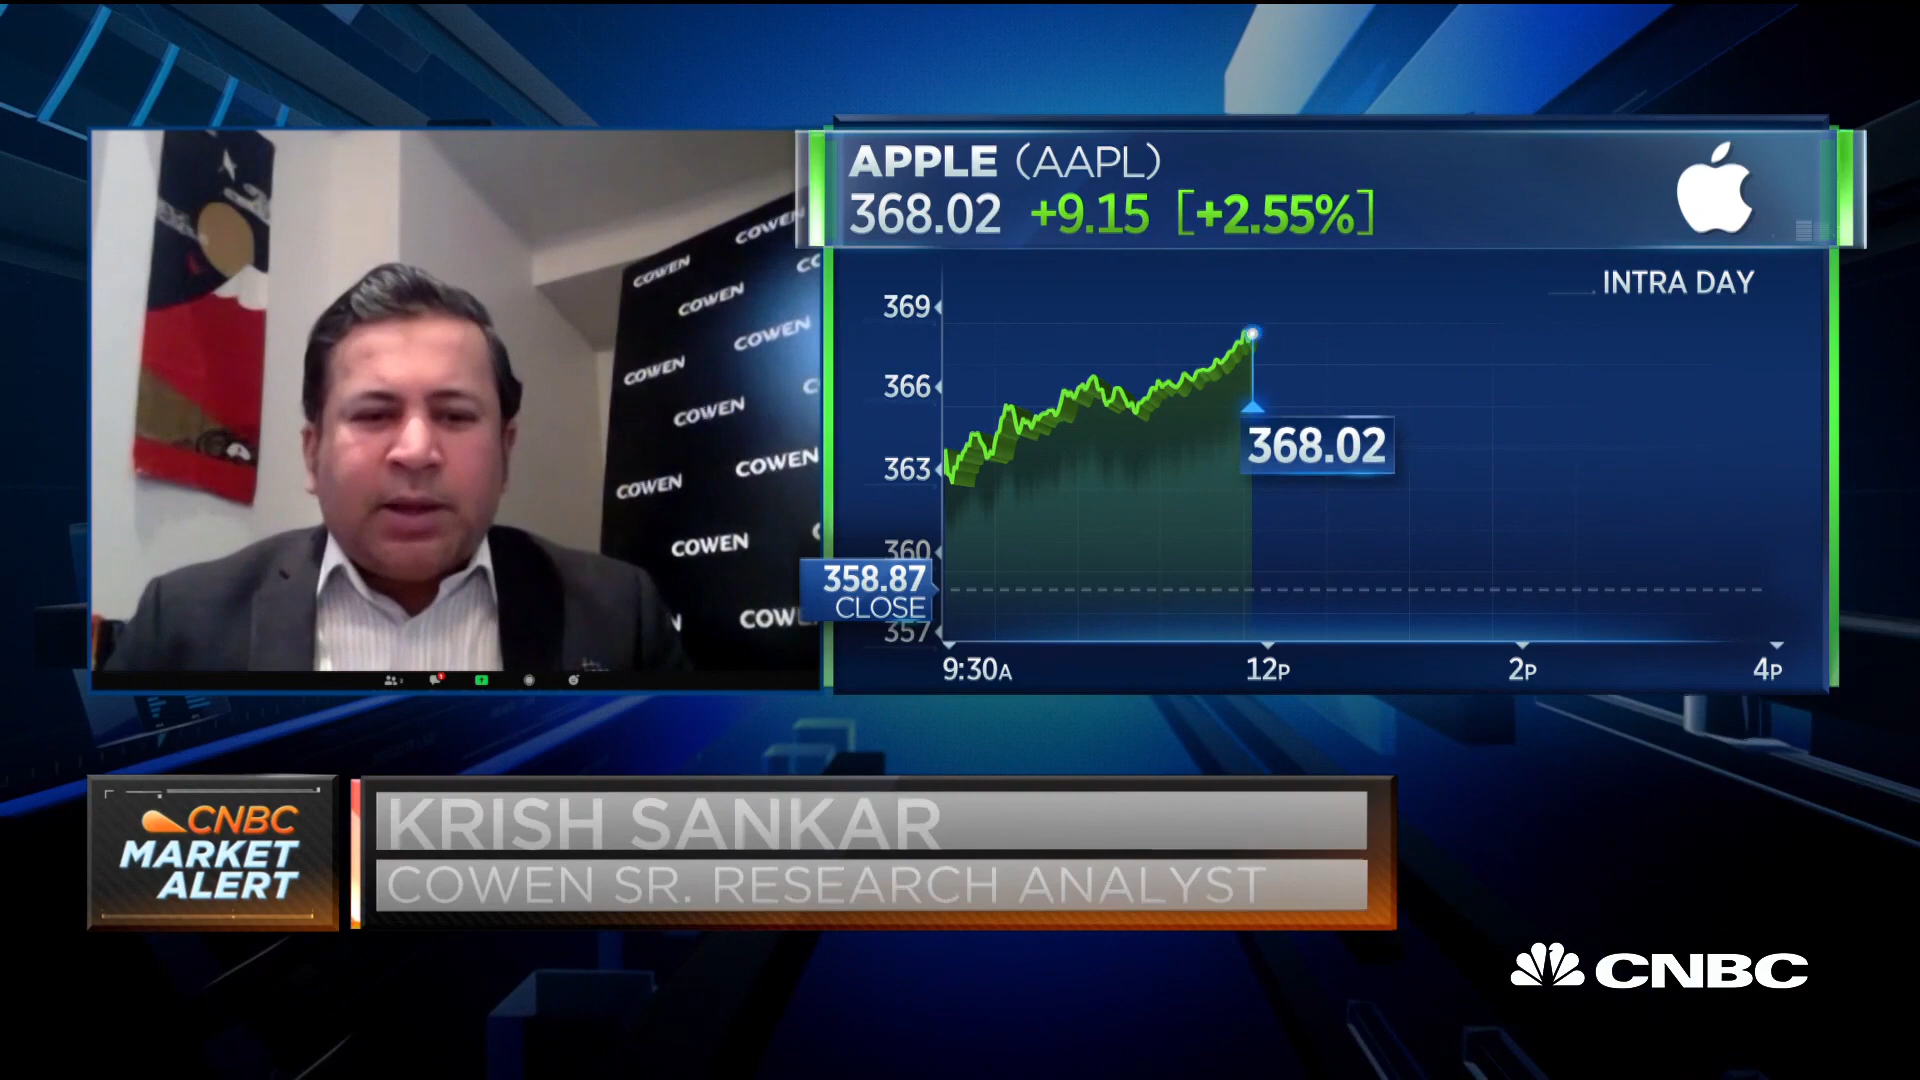 APPLE (AAPL)
368.02 +9.15 [+2.55%]
INTRA DAY
369
366
363
360
357
358.87
CLOSE
368.02
9:30A 12P 2P 4P
COWEN
COWEN
COWEN
COWEN
COWEN
COWEN
COWEN
COWEN
COWEN
CNBC
MARKET
ALERT
KRISH SANKAR
COWEN SR. RESEARCH ANALYST
CNBC